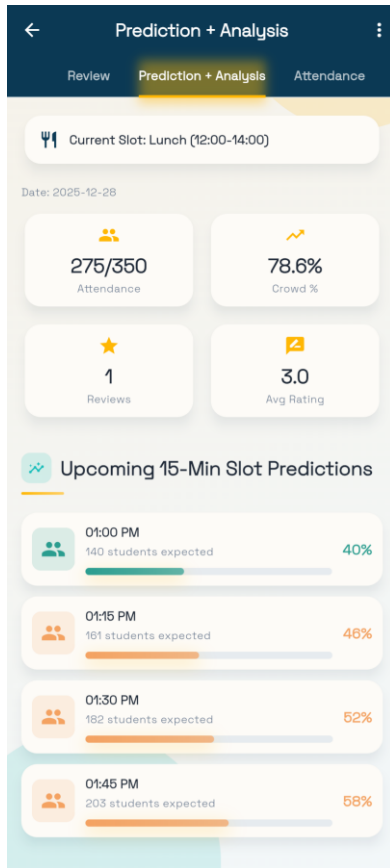 Prediction + Analysis
Review Prediction + Analysis Attendance
Current Slot: Lunch (12:00-14:00)
Date: 2025-12-28
275/350
Attendance
78.6%
Crowd %
1
Reviews
3.0
Avg Rating
Upcoming 15-Min Slot Predictions
01:00 PM
140 students expected
40%
01:15 PM
161 students expected
46%
01:30 PM
182 students expected
52%
01:45 PM
203 students expected
58%